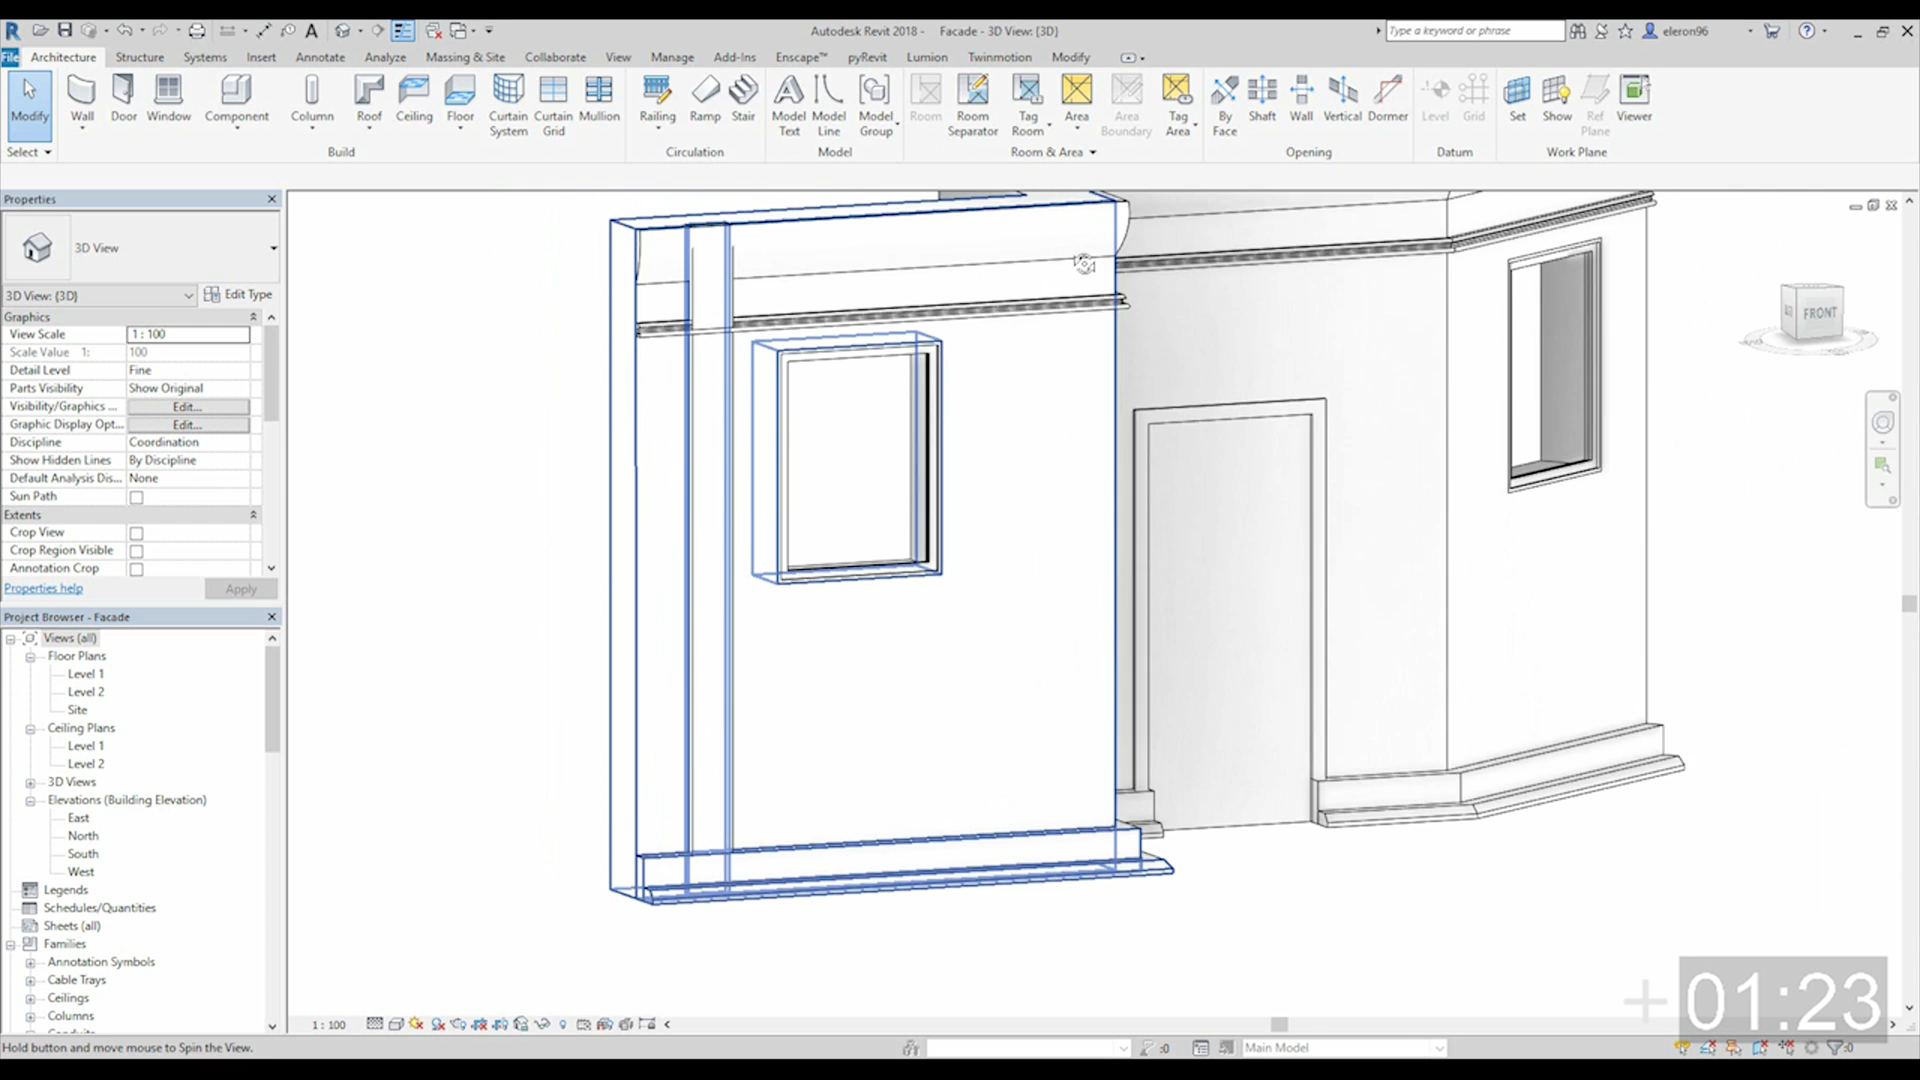 Autodesk Revit 2018 - Facade - 3D View: {3D}
Type a keyword or phrase
eleron96
File Architecture Structure Systems Insert Annotate Analyze Massing & Site Collaborate View Manage Add-Ins Enscape™ pyRevit Lumion Twinmotion Modify
Modify Wall Door Window Component Column Roof Ceiling Floor Curtain System Curtain Grid Mullion Railing Ramp Stair Model Text Model Line Model Group Room Room Separator Tag Room Area Area Boundary Tag Area By Face Shaft Wall Vertical Dormer Level Grid Set Show Ref Plane Viewer
Select Build Circulation Model Room & Area Opening Datum Work Plane
Properties
3D View
3D View: {3D} Edit Type
Graphics
View Scale 1 : 100
Scale Value 1: 100
Detail Level Fine
Parts Visibility Show Original
Visibility/Graphics ... Edit...
Graphic Display Opt... Edit...
Discipline Coordination
Show Hidden Lines By Discipline
Default Analysis Dis... None
Sun Path
Extents
Crop View
Crop Region Visible
Annotation Crop
Properties help Apply
Project Browser - Facade
Views (all)
Floor Plans
Level 1
Level 2
Site
Ceiling Plans
Level 1
Level 2
3D Views
Elevations (Building Elevation)
East
North
South
West
Legends
Schedules/Quantities
Sheets (all)
Families
Annotation Symbols
Cable Trays
Ceilings
Columns
FRONT
+ 01:23
1 : 100
Hold button and move mouse to Spin the View.
:0
Main Model
:0